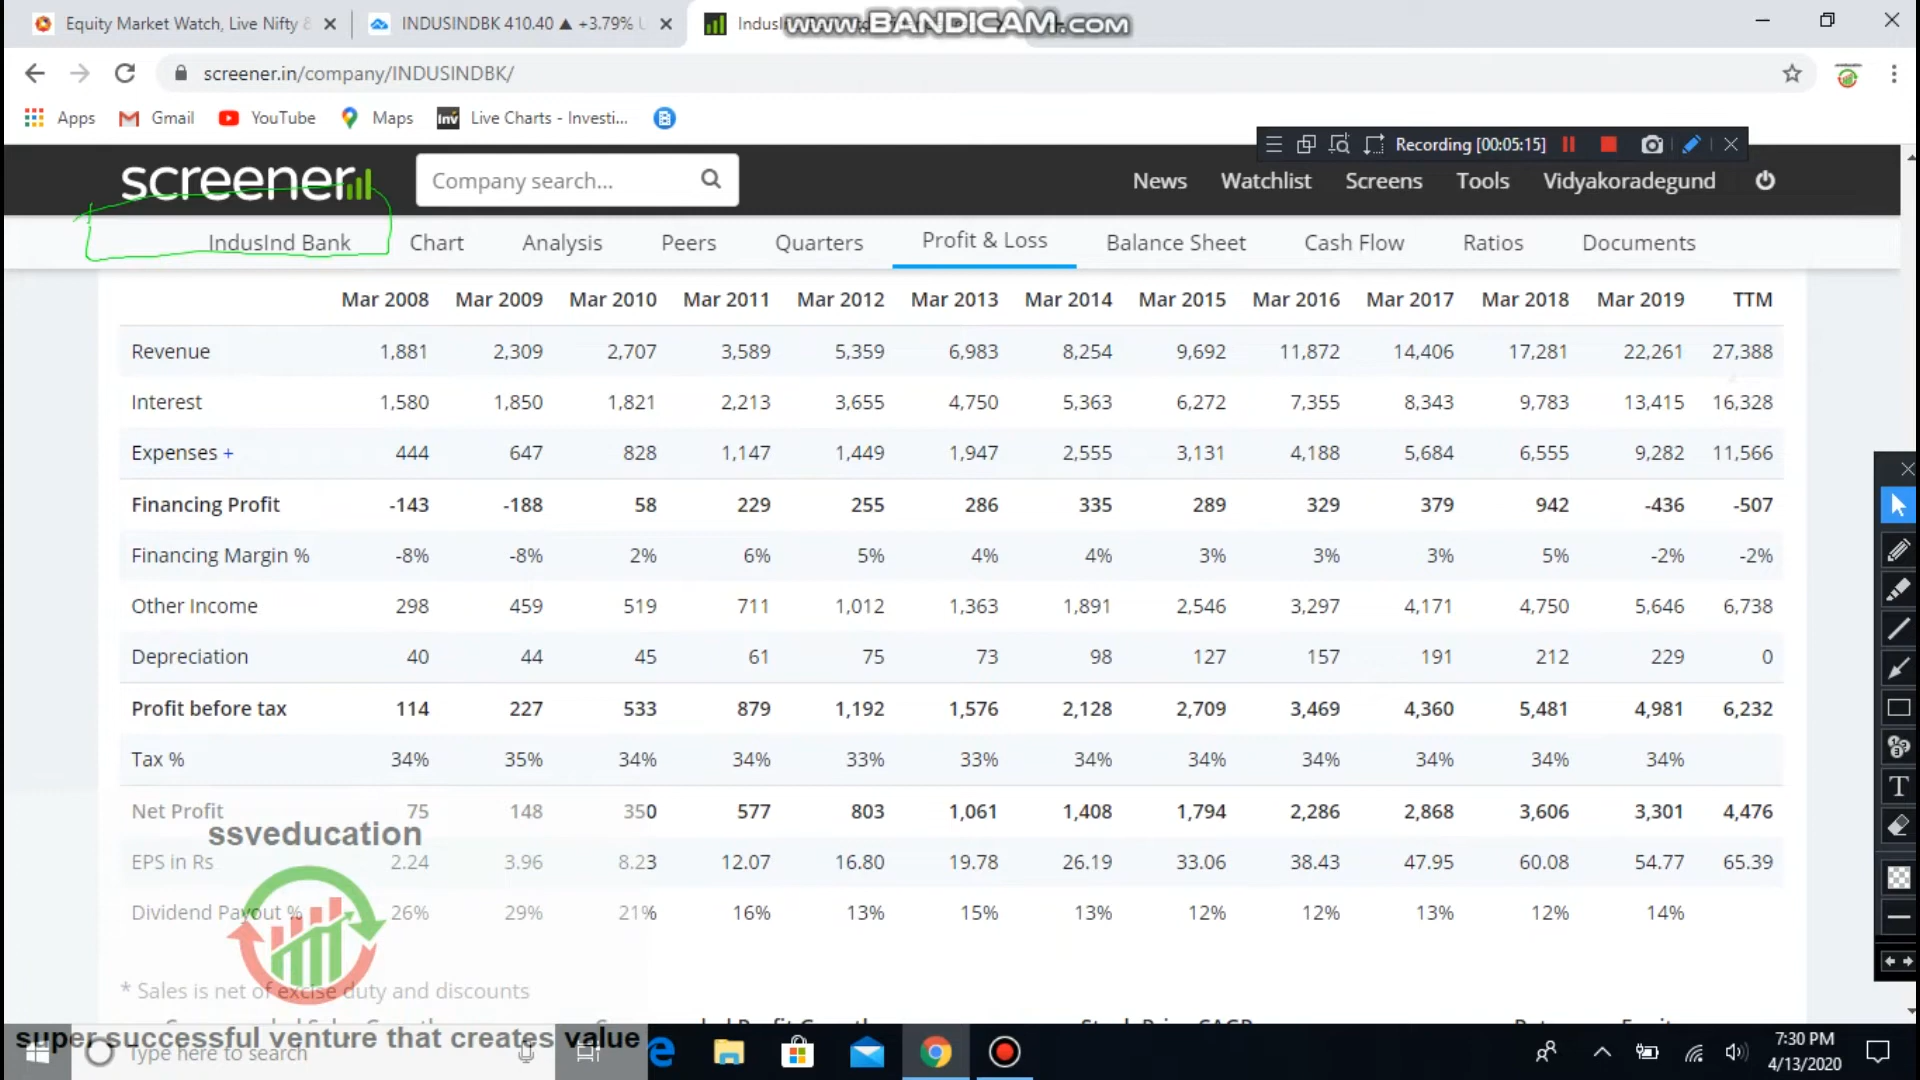 Equity Market Watch, Live Nifty &
INDUSINDBK 410.40 ▲ +3.79% U
www.BANDICAM.com
screener.in/company/INDUSINDBK/
Apps Gmail YouTube Maps Inv Live Charts - Investi...
Recording [00:05:15]
screener
Company search...
News Watchlist Screens Tools Vidyakoradegund
IndusInd Bank Chart Analysis Peers Quarters Profit & Loss Balance Sheet Cash Flow Ratios Documents
Mar 2008 Mar 2009 Mar 2010 Mar 2011 Mar 2012 Mar 2013 Mar 2014 Mar 2015 Mar 2016 Mar 2017 Mar 2018 Mar 2019 TTM
Revenue 1,881 2,309 2,707 3,589 5,359 6,983 8,254 9,692 11,872 14,406 17,281 22,261 27,388
Interest 1,580 1,850 1,821 2,213 3,655 4,750 5,363 6,272 7,355 8,343 9,783 13,415 16,328
Expenses + 444 647 828 1,147 1,449 1,947 2,555 3,131 4,188 5,684 6,555 9,282 11,566
Financing Profit -143 -188 58 229 255 286 335 289 329 379 942 -436 -507
Financing Margin % -8% -8% 2% 6% 5% 4% 4% 3% 3% 3% 5% -2% -2%
Other Income 298 459 519 711 1,012 1,363 1,891 2,546 3,297 4,171 4,750 5,646 6,738
Depreciation 40 44 45 61 75 73 98 127 157 191 212 229 0
Profit before tax 114 227 533 879 1,192 1,576 2,128 2,709 3,469 4,360 5,481 4,981 6,232
Tax % 34% 35% 34% 34% 33% 33% 34% 34% 34% 34% 34% 34%
Net Profit 75 148 350 577 803 1,061 1,408 1,794 2,286 2,868 3,606 3,301 4,476
ssveducation
EPS in Rs 2.24 3.96 8.23 12.07 16.80 19.78 26.19 33.06 38.43 47.95 60.08 54.77 65.39
Dividend Payout % 26% 29% 21% 16% 13% 15% 13% 12% 12% 13% 12% 14%
* Sales is net of excise duty and discounts
super successful venture that creates value
Type here to search
7:30 PM
4/13/2020